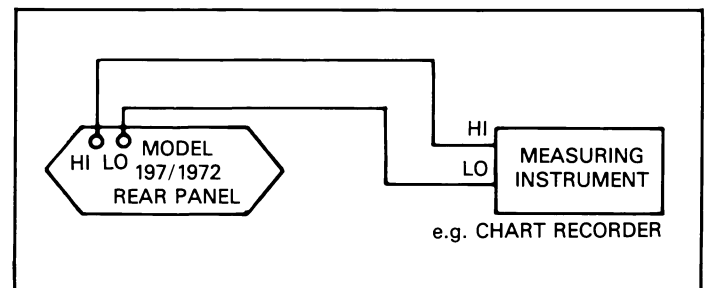 HI LO MODEL
197/1972
REAR PANEL
HI
LO
MEASURING
INSTRUMENT
e.g. CHART RECORDER